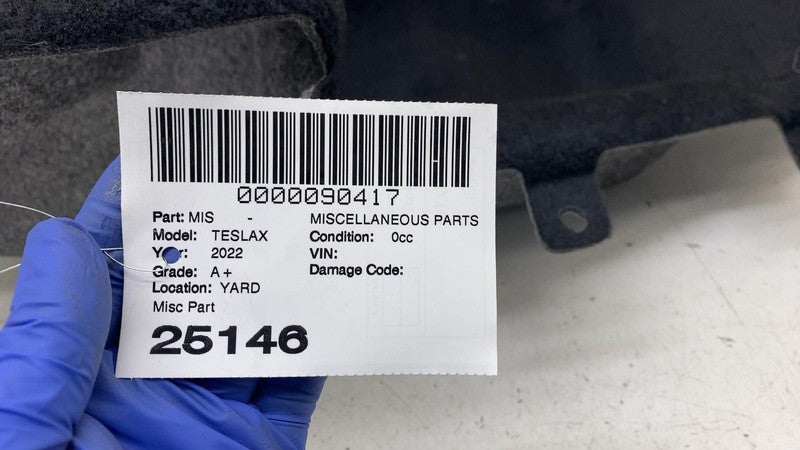 0000090417
Part: MIS - MISCELLANEOUS PARTS
Model: TESLAX Condition: 0cc
Year: 2022 VIN:
Grade: A+ Damage Code:
Location: YARD
Misc Part
25146